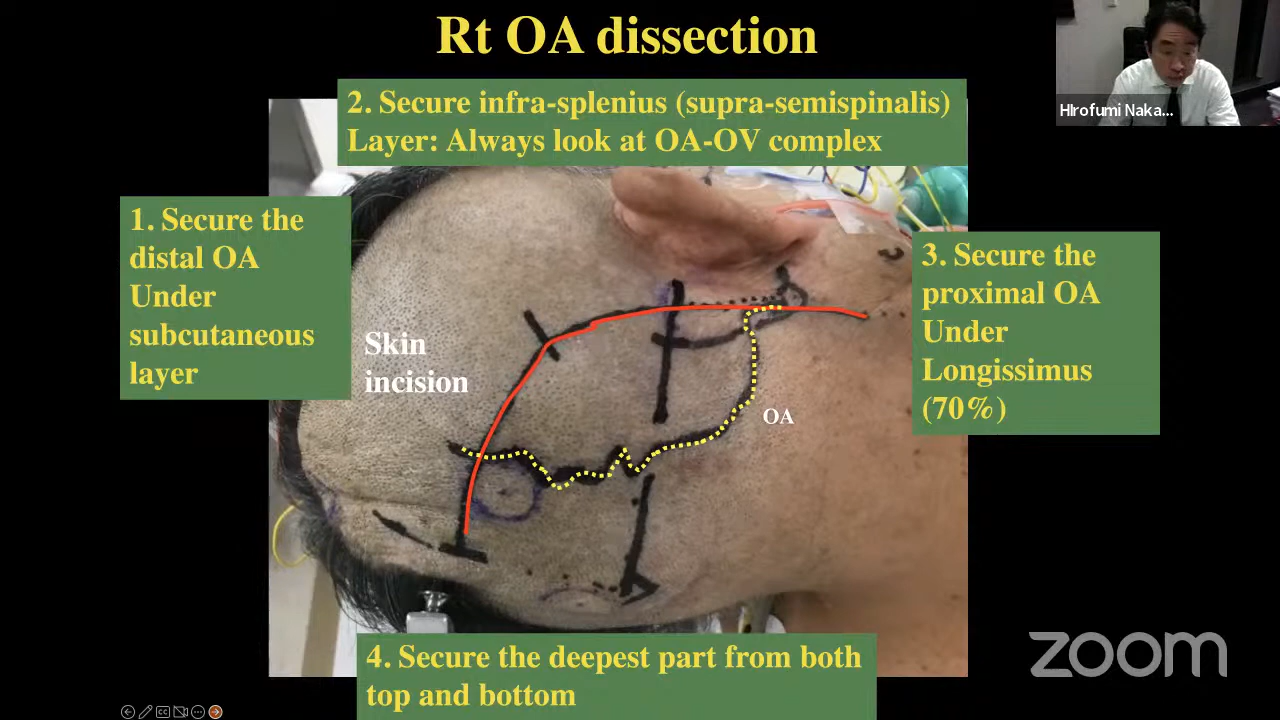 Rt OA dissection
2. Secure infra-splenius (supra-semispinalis)
Layer: Always look at OA-OV complex
HIrofumi Naka...
1. Secure the
distal OA
Under
subcutaneous
layer
3. Secure the
proximal OA
Under
Longissimus
(70%)
Skin
incision
OA
4. Secure the deepest part from both
top and bottom
zoom